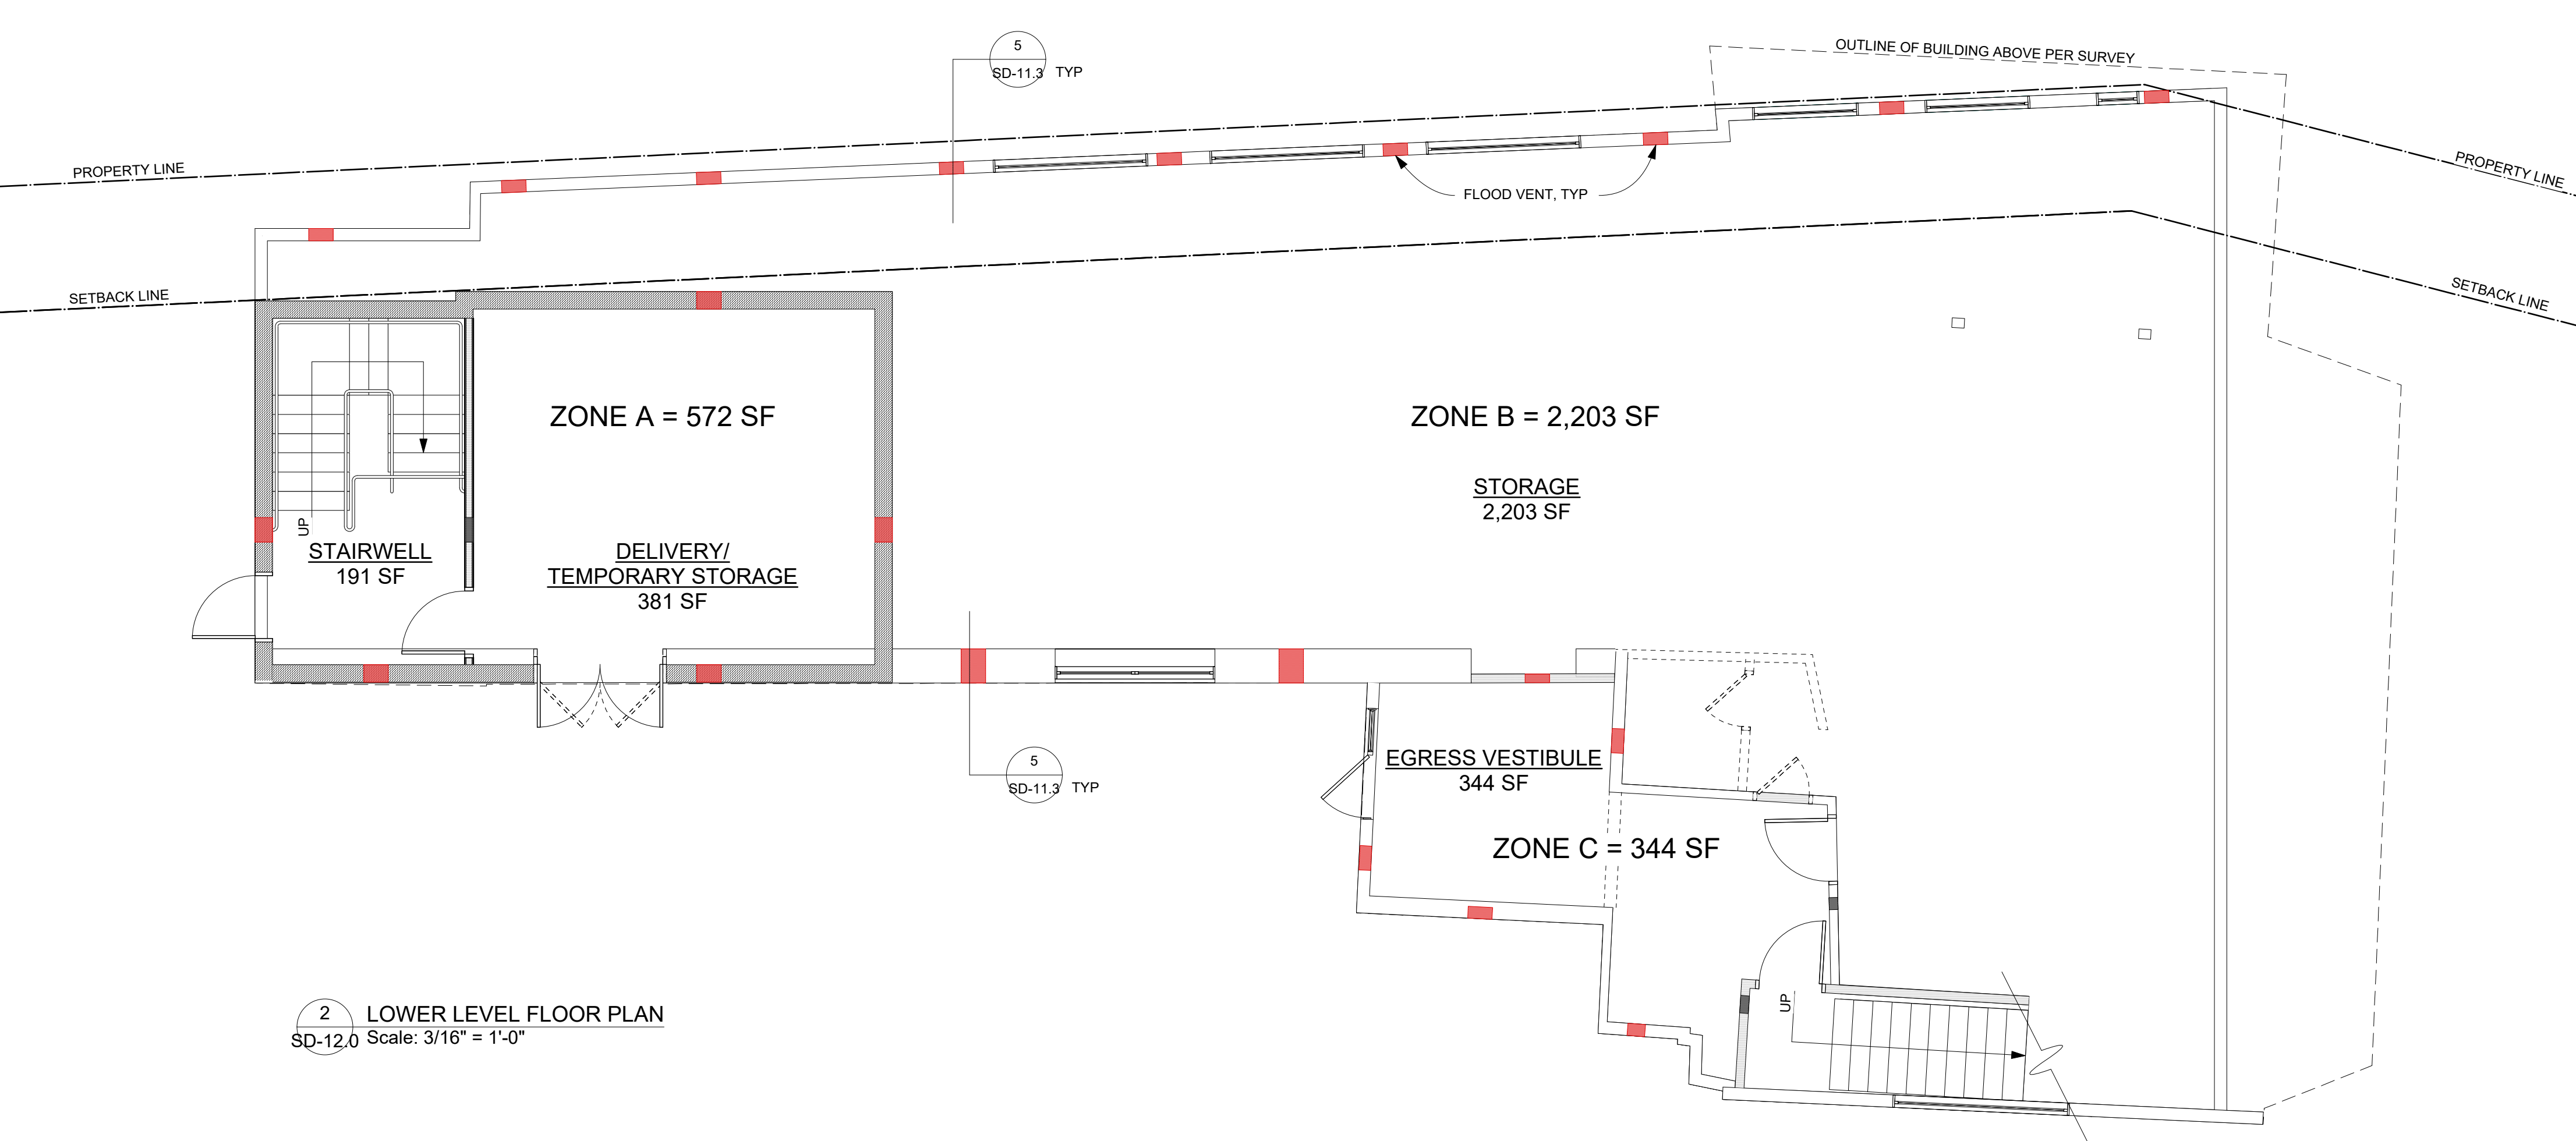 5
SD-11.3 TYP
OUTLINE OF BUILDING ABOVE PER SURVEY
PROPERTY LINE
PROPERTY LINE
FLOOD VENT, TYP
SETBACK LINE
SETBACK LINE
ZONE A = 572 SF
ZONE B = 2,203 SF
STORAGE
2,203 SF
UP
STAIRWELL
191 SF
DELIVERY/
TEMPORARY STORAGE
381 SF
5
SD-11.3 TYP
EGRESS VESTIBULE
344 SF
ZONE C = 344 SF
UP
2
SD-12.0
LOWER LEVEL FLOOR PLAN
Scale: 3/16" = 1'-0"